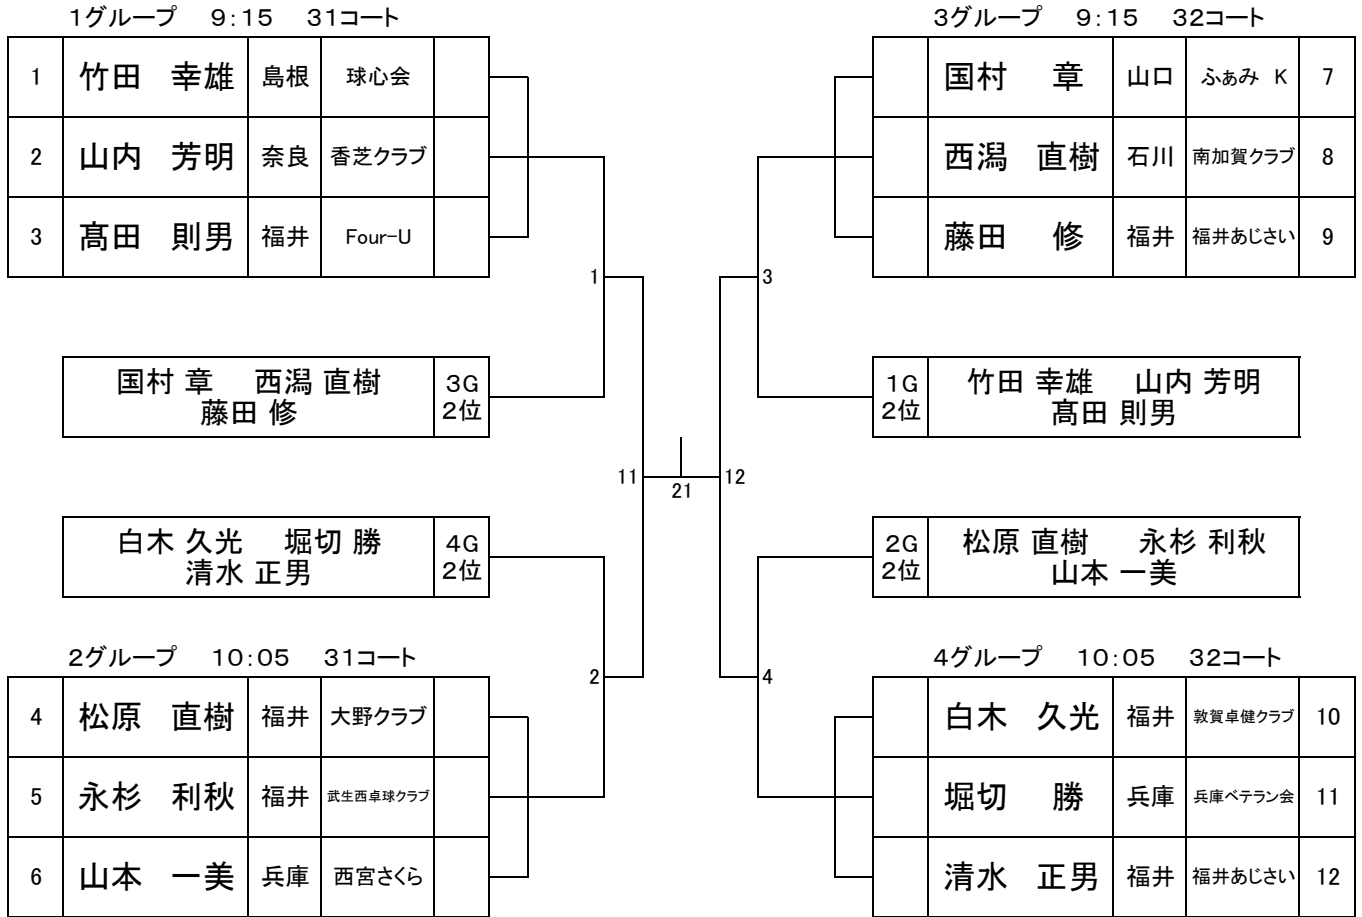 1グループ 9:15 31コート
1 竹田 幸雄 島根 球心会
2 山内 芳明 奈良 香芝クラブ
3 髙田 則男 福井 Four-U
国村 章 西潟 直樹
藤田 修
3G
2位
白木 久光 堀切 勝
清水 正男
4G
2位
2グループ 10:05 31コート
4 松原 直樹 福井 大野クラブ
5 永杉 利秋 福井 武生西卓球クラブ
6 山本 一美 兵庫 西宮さくら
1
2
11
21
12
3
4
3グループ 9:15 32コート
国村 章 山口 ふぁみ K 7
西潟 直樹 石川 南加賀クラブ 8
藤田 修 福井 福井あじさい 9
1G
2位
竹田 幸雄 山内 芳明
髙田 則男
2G
2位
松原 直樹 永杉 利秋
山本 一美
4グループ 10:05 32コート
白木 久光 福井 敦賀卓健クラブ 10
堀切 勝 兵庫 兵庫ベテラン会 11
清水 正男 福井 福井あじさい 12